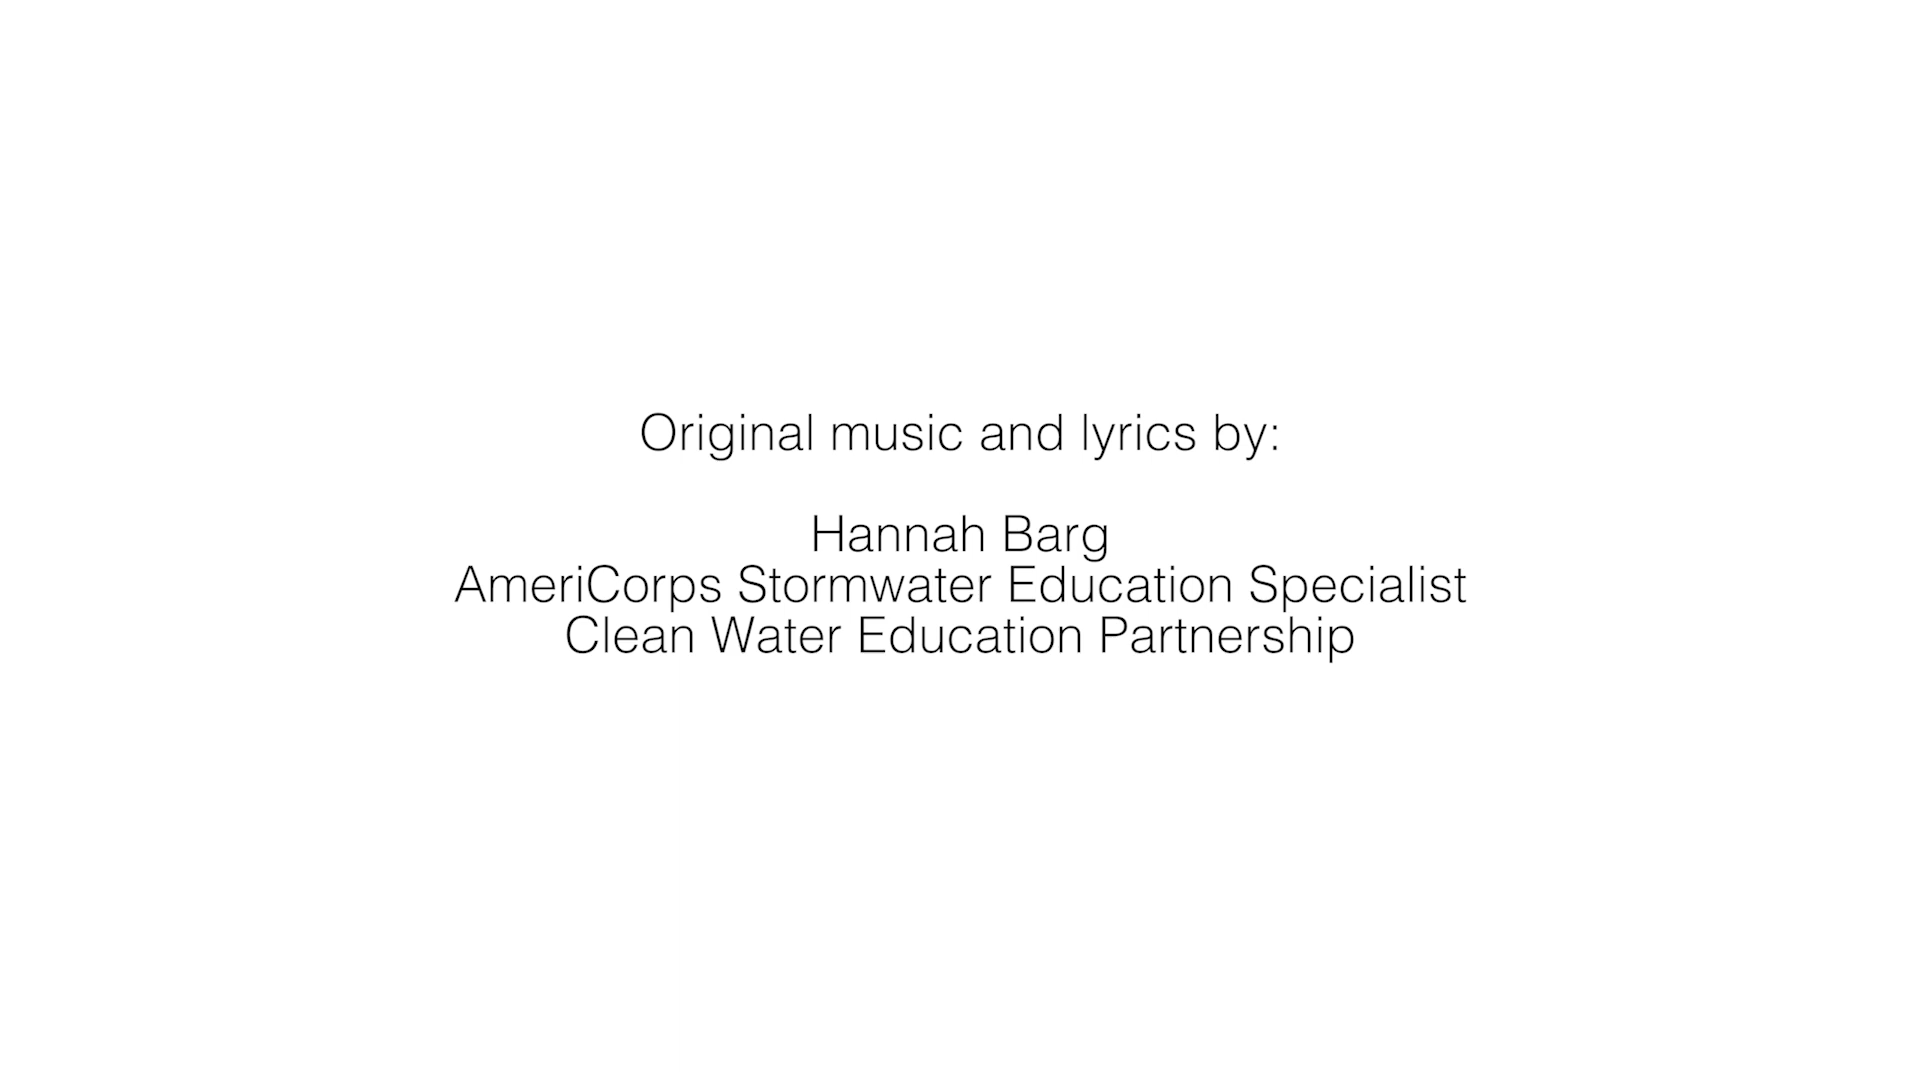 Original music and lyrics by:
Hannah Barg
AmeriCorps Stormwater Education Specialist
Clean Water Education Partnership